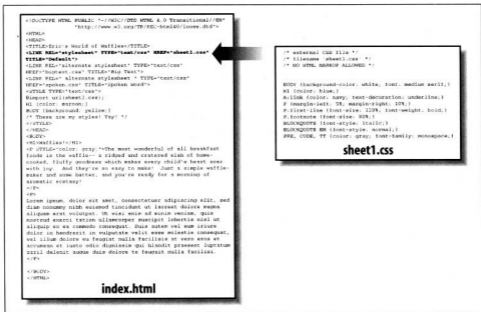 <!DOCTYPE HTML PUBLIC "-//W3C//DTD HTML 4.0 Transitional//EN"
"http://www.w3.org/TR/REC-html40/loose.dtd">
<HTML>
<HEAD>
<TITLE>Eric's World of Waffles</TITLE>
<LINK REL="stylesheet" TYPE="text/css" HREF="sheet1.css"
TITLE="Default">
<LINK REL="alternate stylesheet" TYPE="text/css"
HREF="bigtext.css" TITLE="Big Text">
<LINK REL="alternate stylesheet" TYPE="text/css"
HREF="spoken.css" TITLE="spoken word">
<STYLE TYPE="text/css">
@import url(sheet2.css);
H1 {color: maroon;}
BODY {background: yellow;}
/* These are my styles! Yay! */
</STYLE>
</HEAD>
<BODY>
<H1>Waffles!</H1>
<P STYLE="color: gray;">The most wonderful of all breakfast
foods is the waffle-- a ridged and cratered slab of home-
cooked, fluffy goodness which makes every child's heart soar
with joy. And they're so easy to make! Just a simple waffle-
maker and some batter, and you're ready for a morning of
aromatic ecstasy!
</P>
<P>
Lorem ipsum, dolor sit amet, consectetuer adipiscing elit, sed
diam nonummy nibh euismod tincidunt ut laoreet dolore magna
aliquam erat volutpat. Ut wisi enim ad minim veniam, quis
nostrud exerci tation ullamcorper suscipit lobortis nisl ut
aliquip ex ea commodo consequat. Duis autem vel eum iriure
dolor in hendrerit in vulputate velit esse molestie consequat,
vel illum dolore eu feugiat nulla facilisis at vero eros et
accumsan et iusto odio dignissim qui blandit praesent luptatum
zzril delenit augue duis dolore te feugait nulla facilisi.
</P>
</BODY>
</HTML>
index.html
/* external CSS file */
/* filename 'sheet1.css' */
/* NO HTML MARKUP ALLOWED */
BODY {background-color: white, font: medium serif,}
H1 {color: blue,}
A:link {color: navy, text-decoration: underline,}
P {margin-left: 5%, margin-right: 10%,}
P:first-line {font-size: 110%, font-weight: bold,}
P.footnote {font-size: 80%,}
BLOCKQUOTE {font-style: italic,}
BLOCKQUOTE EM {font-style: normal,}
PRE, CODE, TT {color: gray, font-family: monospace,}
sheet1.css